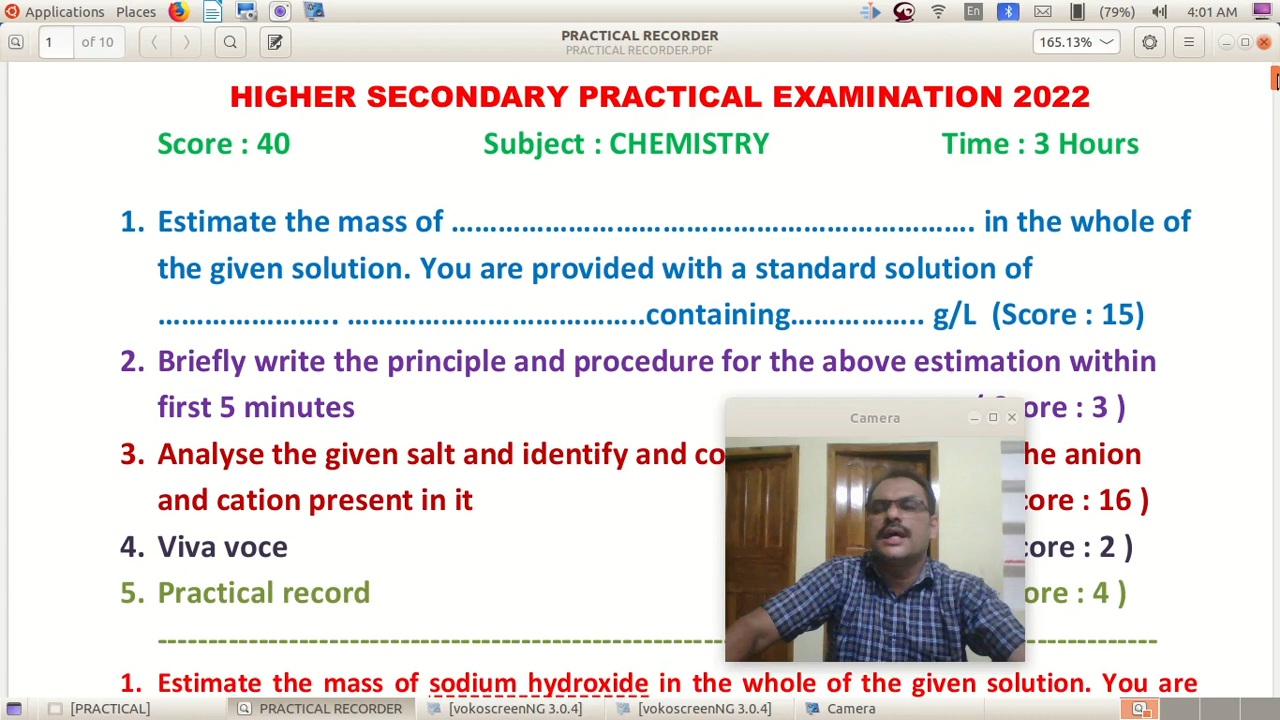 Applications Places En (79%) 4:01 AM
1 of 10 PRACTICAL RECORDER 165.13%
PRACTICAL RECORDER.PDF
HIGHER SECONDARY PRACTICAL EXAMINATION 2022
Score : 40 Subject : CHEMISTRY Time : 3 Hours
1. Estimate the mass of ………………………………………………………… in the whole of
the given solution. You are provided with a standard solution of
………………….. ………………………………..containing…………….. g/L (Score : 15)
2. Briefly write the principle and procedure for the above estimation within
first 5 minutes ore : 3 )
Camera
3. Analyse the given salt and identify and co he anion
and cation present in it ore : 16 )
4. Viva voce ore : 2 )
5. Practical record ore : 4 )
--------------------------------------------------------------------------------
1. Estimate the mass of sodium hydroxide in the whole of the given solution. You are
[PRACTICAL] PRACTICAL RECORDER [vokoscreenNG 3.0.4] [vokoscreenNG 3.0.4] Camera